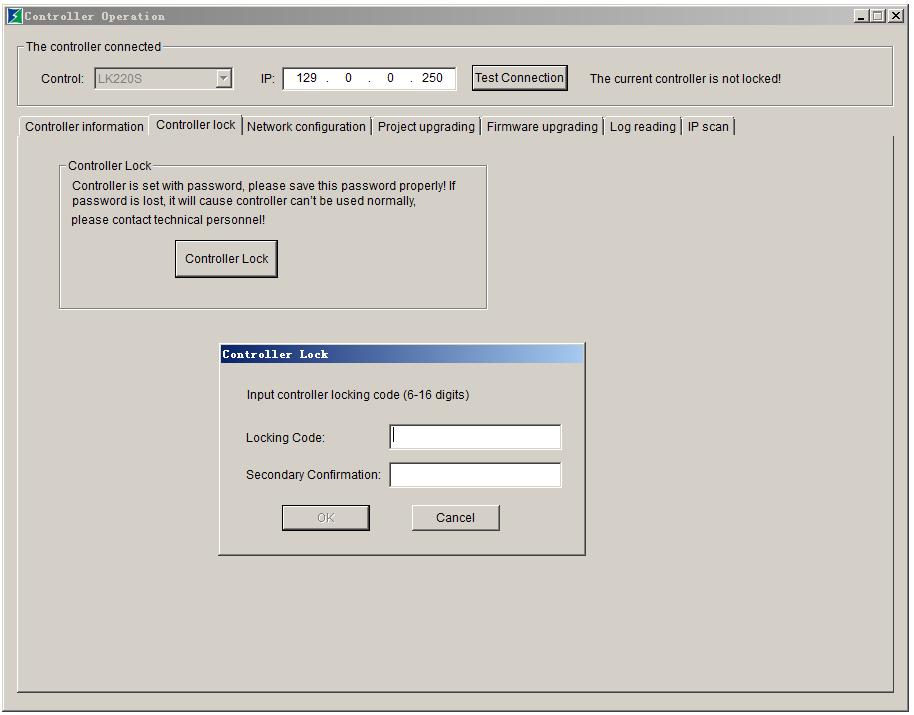 Controller Operation
The controller connected
Control: LK220S IP: 129 . 0 . 0 . 250 Test Connection The current controller is not locked!
Controller information Controller lock Network configuration Project upgrading Firmware upgrading Log reading IP scan
Controller Lock
Controller is set with password, please save this password properly! If
password is lost, it will cause controller can't be used normally,
please contact technical personnel!
Controller Lock
Controller Lock
Input controller locking code (6-16 digits)
Locking Code:
Secondary Confirmation:
OK Cancel